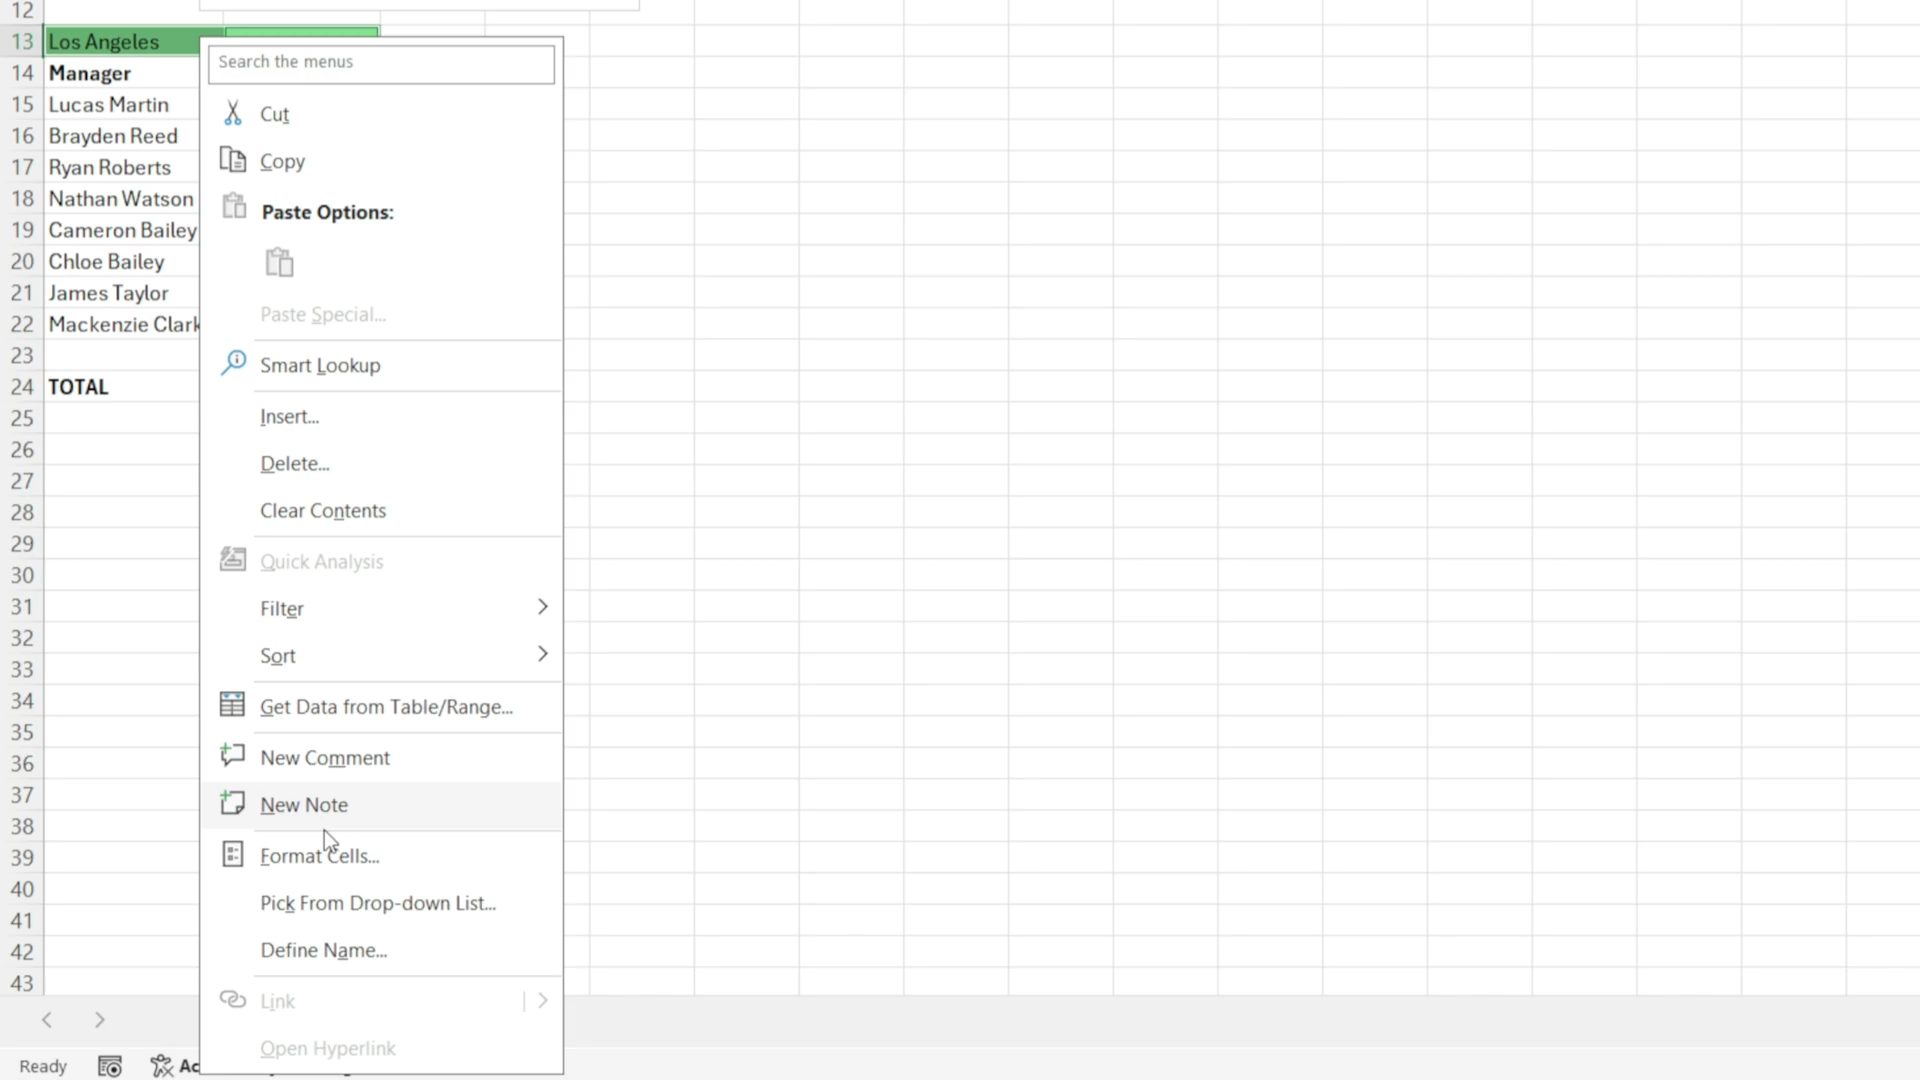 12
13 Los Angeles
14 Manager
15 Lucas Martin
16 Brayden Reed
17 Ryan Roberts
18 Nathan Watson
19 Cameron Bailey
20 Chloe Bailey
21 James Taylor
22 Mackenzie Clark
23
24 TOTAL
25
26
27
28
29
30
31
32
33
34
35
36
37
38
39
40
41
42
43
Search the menus
Cut
Copy
Paste Options:
Paste Special...
Smart Lookup
Insert...
Delete...
Clear Contents
Quick Analysis
Filter
Sort
Get Data from Table/Range...
New Comment
New Note
Format Cells...
Pick From Drop-down List...
Define Name...
Link
Open Hyperlink
Ready